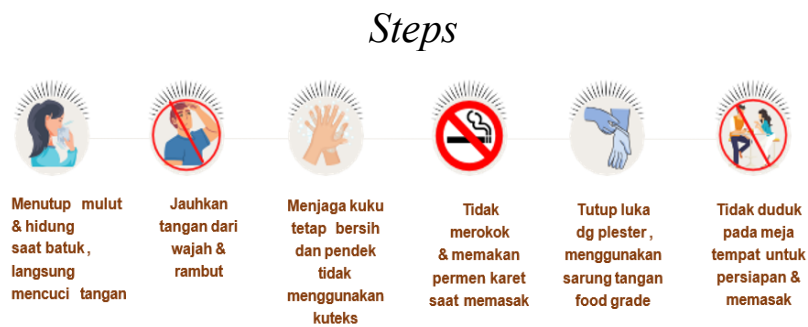 Steps
Menutup mulut
& hidung
saat batuk,
langsung
mencuci tangan
Jauhkan
tangan dari
wajah &
rambut
Menjaga kuku
tetap bersih
dan pendek
tidak
menggunakan
kuteks
Tidak
merokok
& memakan
permen karet
saat memasak
Tutup luka
dg plester,
menggunakan
sarung tangan
food grade
Tidak duduk
pada meja
tempat untuk
persiapan &
memasak